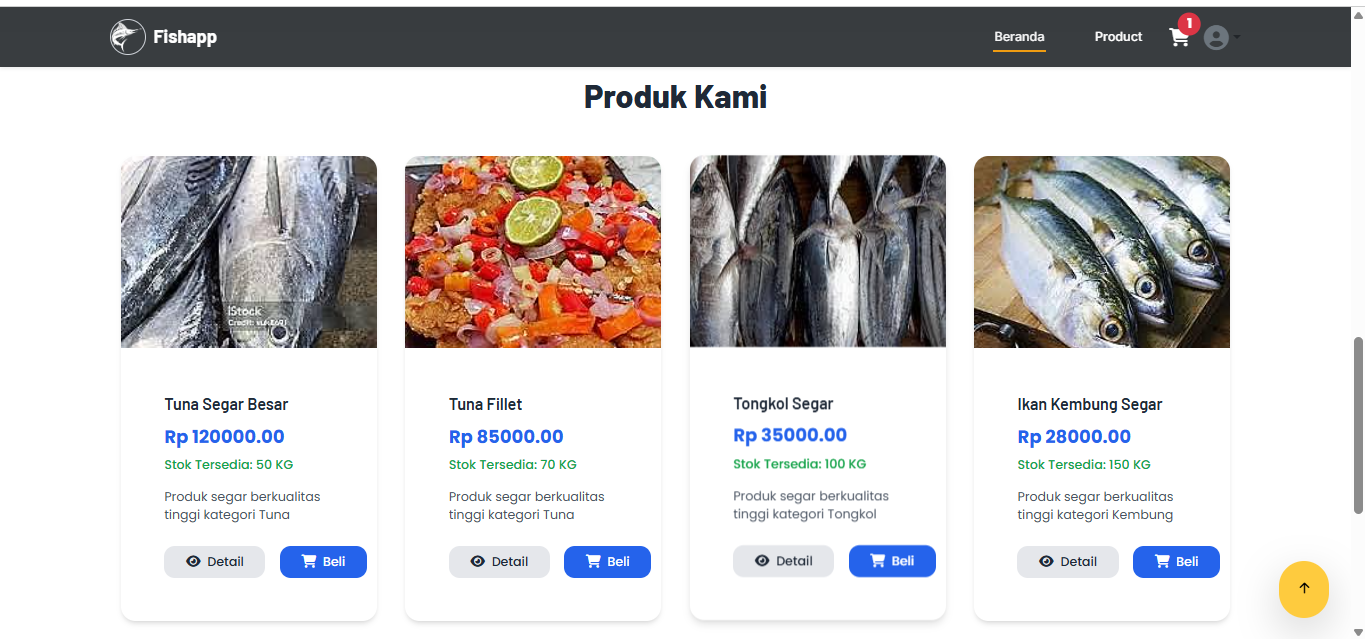 Fishapp
Beranda
Product
1
Produk Kami
iStock
Tuna Segar Besar
Rp 120000.00
Stok Tersedia: 50 KG
Produk segar berkualitas
tinggi kategori Tuna
Detail
Beli
Tuna Fillet
Rp 85000.00
Stok Tersedia: 70 KG
Produk segar berkualitas
tinggi kategori Tuna
Detail
Beli
Tongkol Segar
Rp 35000.00
Stok Tersedia: 100 KG
Produk segar berkualitas
tinggi kategori Tongkol
Detail
Beli
Ikan Kembung Segar
Rp 28000.00
Stok Tersedia: 150 KG
Produk segar berkualitas
tinggi kategori Kembung
Detail
Beli